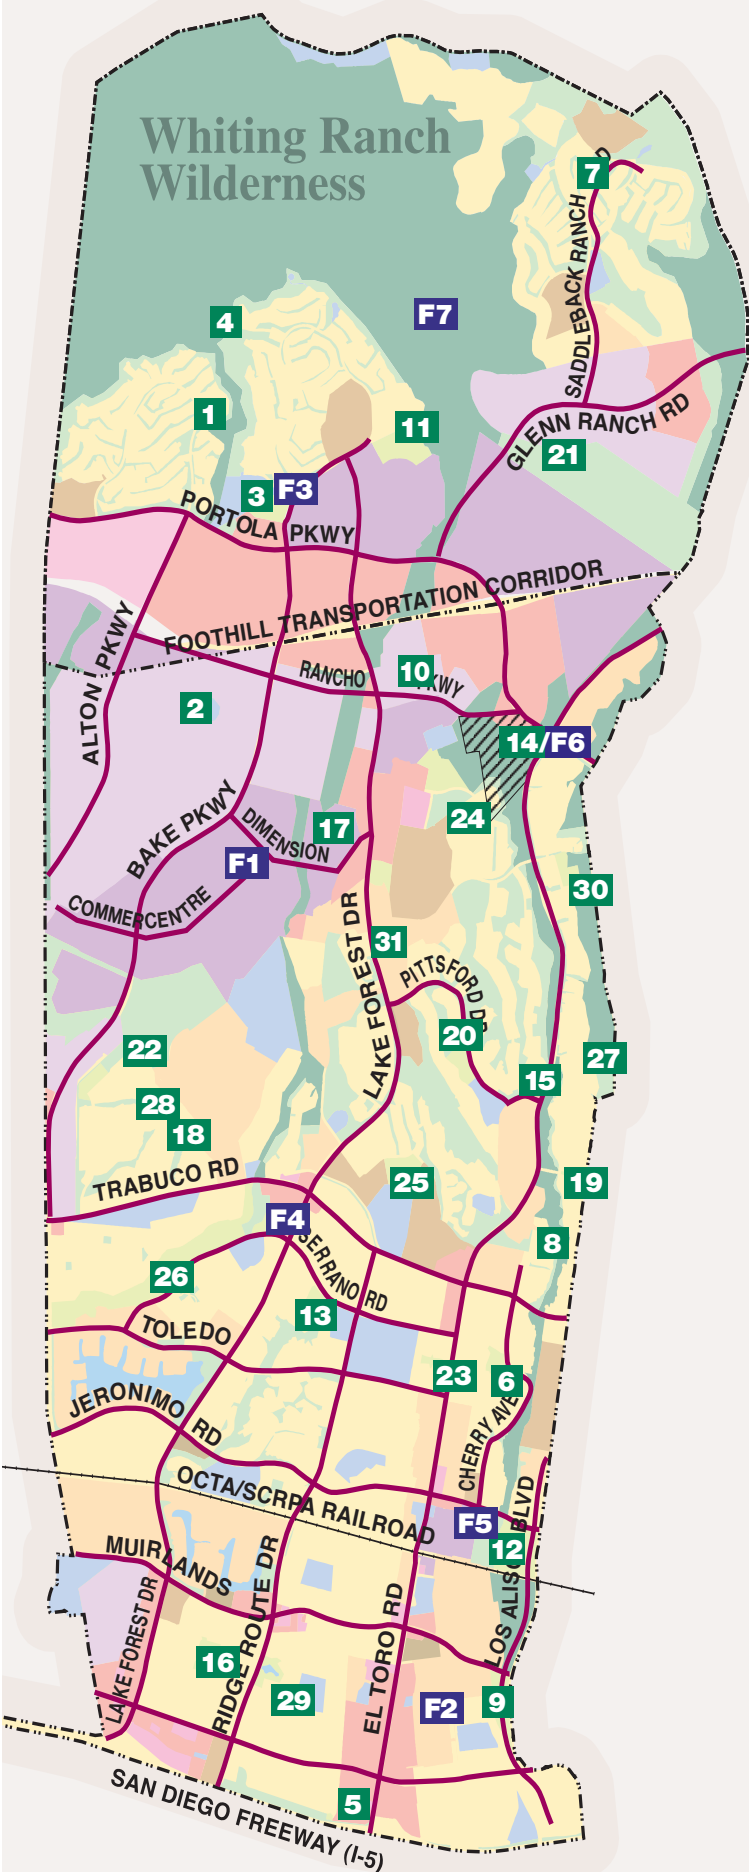 Whiting Ranch
Wilderness
7
SADDLEBACK RANCH
F7
4
1
11
GLENN RANCH RD
21
3
F3
PORTOLA PKWY
FOOTHILL TRANSPORTATION CORRIDOR
ALTON PKWY
RANCHO
10
PKWY
2
14/F6
BAKE PKWY
DIMENSION
17
24
F1
COMMERCENTRE
30
LAKE FOREST DR
31
PITTSFORD DR
20
22
27
15
28
18
TRABUCO RD
25
19
F4
8
SERRANO RD
26
13
TOLEDO
23
6
CHERRY AVE
JERONIMO RD
OCTA/SCRPA RAILROAD
F5
12
LOS ALISOS BLVD
MUIRLANDS
LAKE FOREST DR
RIDGE ROUTE DR
EL TORO RD
16
29
F2
9
5
SAN DIEGO FREEWAY (I-5)